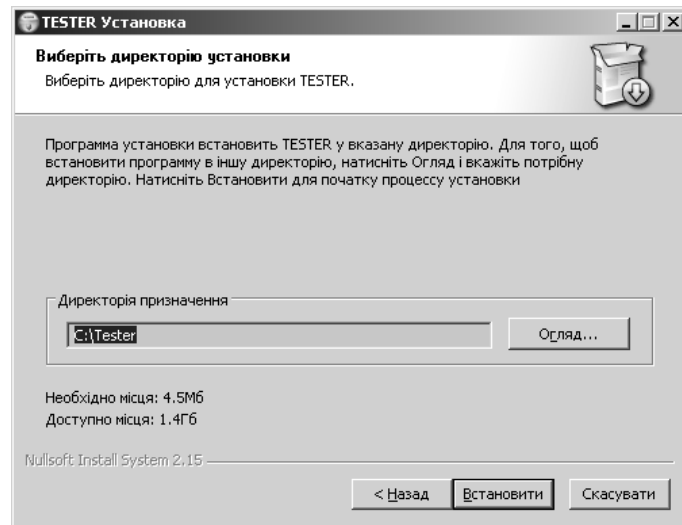 TESTER Установка
Виберіть директорію установки
Виберіть директорію для установки TESTER.
Программа установки встановить TESTER у вказану директорію. Для того, щоб
встановити программу в іншу директорію, натисніть Огляд і вкажіть потрібну
директорію. Натисніть Встановити для початку процессу установки
Директорія призначення
C:\Tester
Огляд...
Необхідно місця: 4.5Мб
Доступно місця: 1.4Гб
Nullsoft Install System 2.15
< Назад Встановити Скасувати